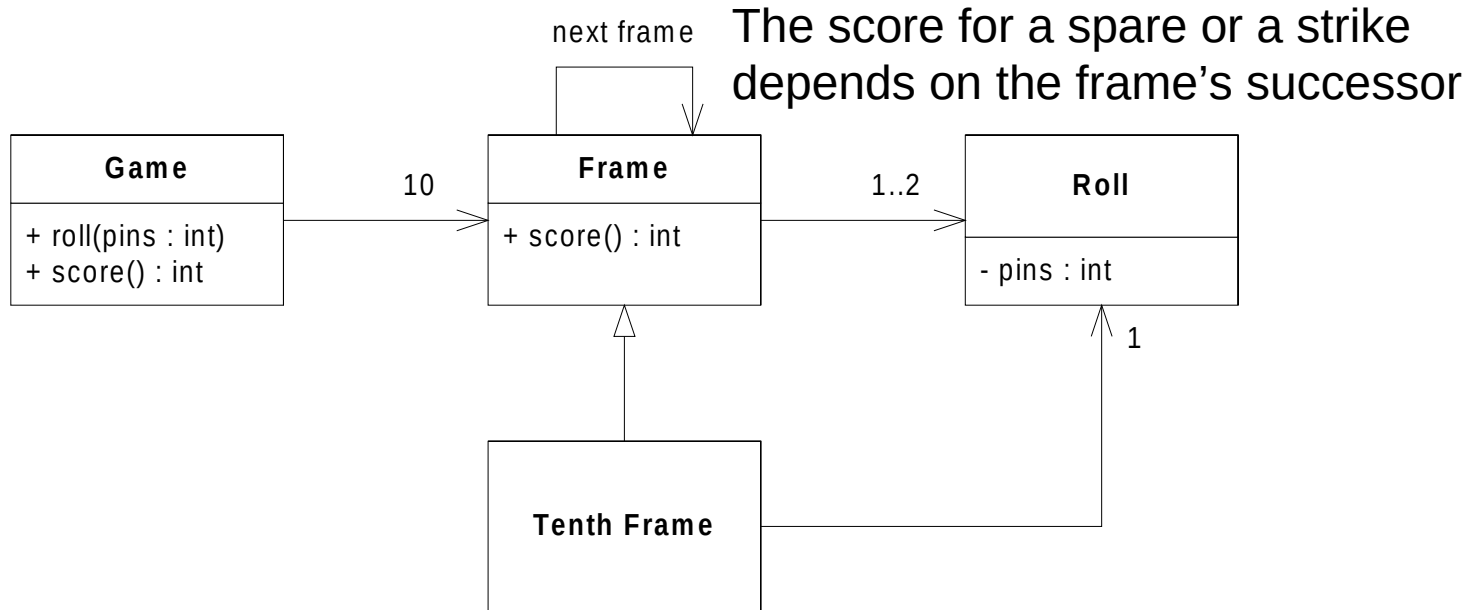 next frame
The score for a spare or a strike
depends on the frame’s successor
Game
+ roll(pins : int)
+ score() : int
10
Frame
+ score() : int
1..2
Roll
- pins : int
1
Tenth Frame